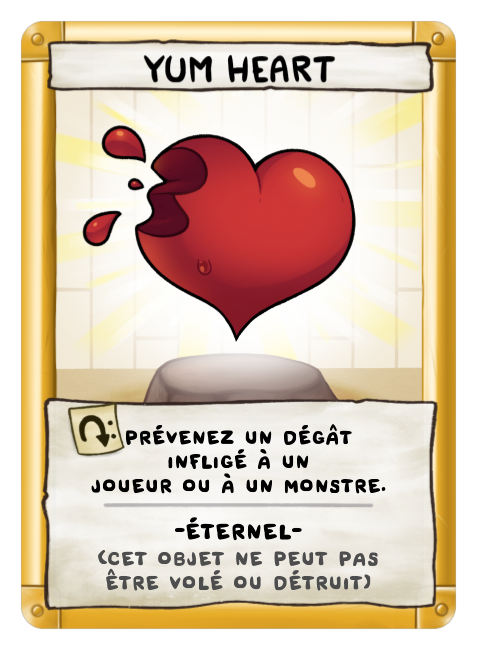 YUM HEART
PRÉVENEZ UN DÉGÂT
INFLIGÉ À UN
JOUEUR OU À UN MONSTRE.
-ÉTERNEL-
(CET OBJET NE PEUT PAS
ÊTRE VOLÉ OU DÉTRUIT)